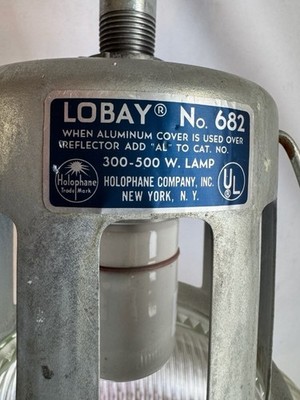 LOBAY® No. 682
WHEN ALUMINUM COVER IS USED OVER
REFLECTOR ADD "AL" TO CAT. NO.
300-500 W. LAMP
Holophane
Trade Mark
HOLOPHANE COMPANY, INC.
NEW YORK, N. Y.
UL